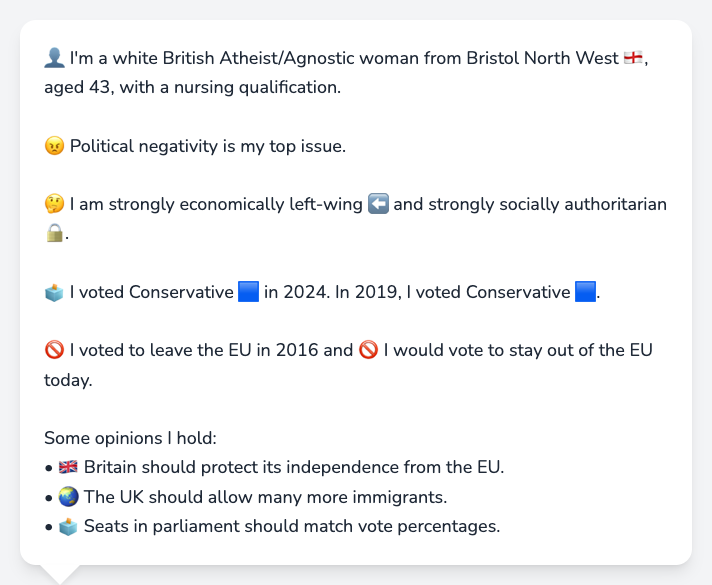 👤 I'm a white British Atheist/Agnostic woman from Bristol North West 🏴󠁧󠁢󠁥󠁮󠁧󠁿,
aged 43, with a nursing qualification.
😠 Political negativity is my top issue.
🤔 I am strongly economically left-wing ⬅️ and strongly socially authoritarian
🔒.
🗳️ I voted Conservative 🟦 in 2024. In 2019, I voted Conservative 🟦.
🚫 I voted to leave the EU in 2016 and 🚫 I would vote to stay out of the EU
today.
Some opinions I hold:
• 🇬🇧 Britain should protect its independence from the EU.
• 🌏 The UK should allow many more immigrants.
• 🗳️ Seats in parliament should match vote percentages.